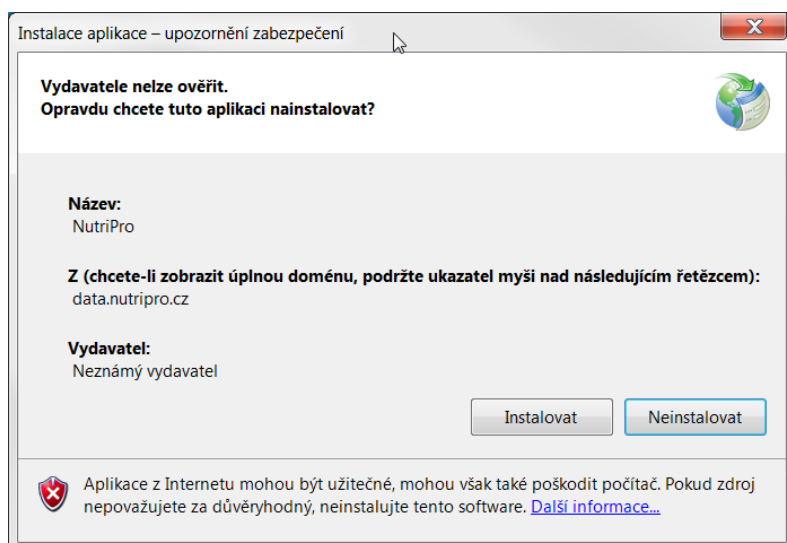 Instalace aplikace – upozornění zabezpečení
Vydavatele nelze ověřit.
Opravdu chcete tuto aplikaci nainstalovat?
Název:
NutriPro
Z (chcete-li zobrazit úplnou doménu, podržte ukazatel myši nad následujícím řetězcem):
data.nutripro.cz
Vydavatel:
Neznámý vydavatel
Instalovat
Neinstalovat
Aplikace z Internetu mohou být užitečné, mohou však také poškodit počítač. Pokud zdroj
nepovažujete za důvěryhodný, neinstalujte tento software. Další informace...